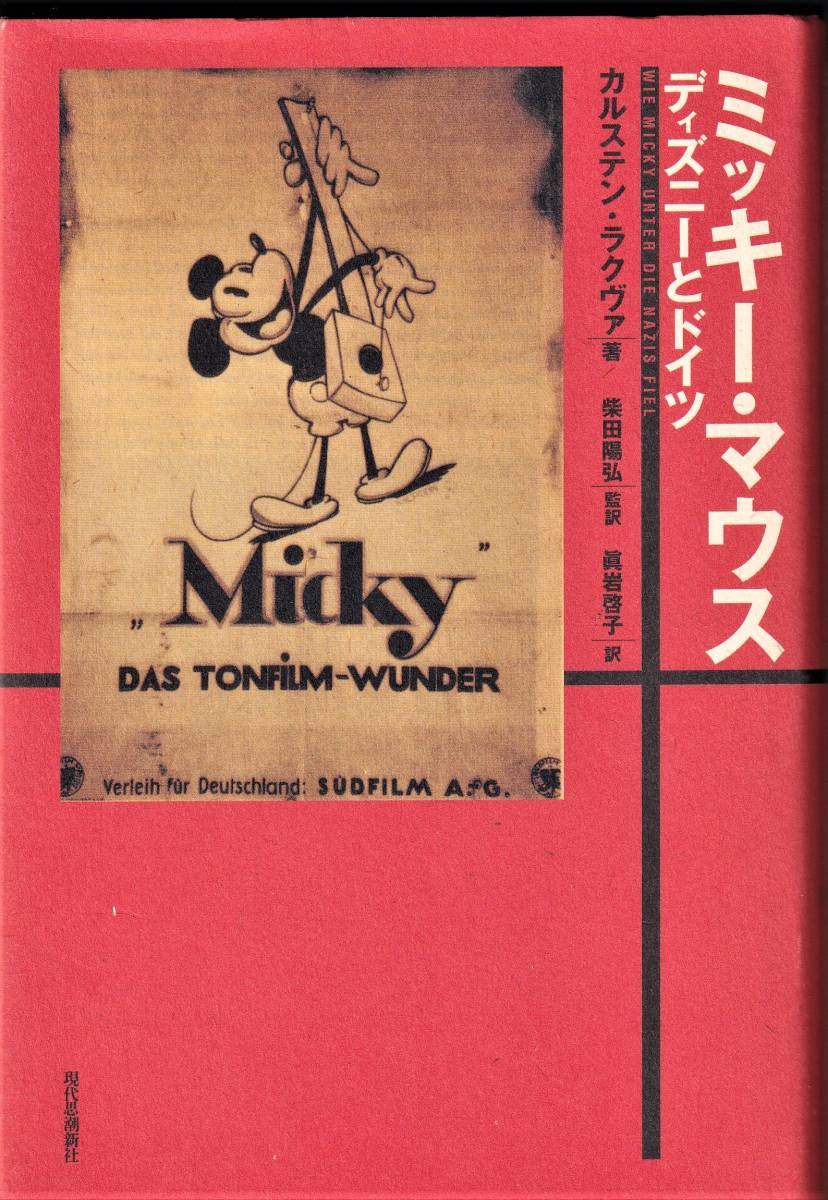 ミッキー・マウス
ディズニーとドイツ
WIE MICKY UNTER DIE NAZIS FIEL
カルステン・ラクヴァ 著/柴田陽弘 監訳 眞岩啓子 訳
„Micky”
DAS TONFILM-WUNDER
Verleih für Deutschland: SÜDFILM A.-G.
現代思潮新社